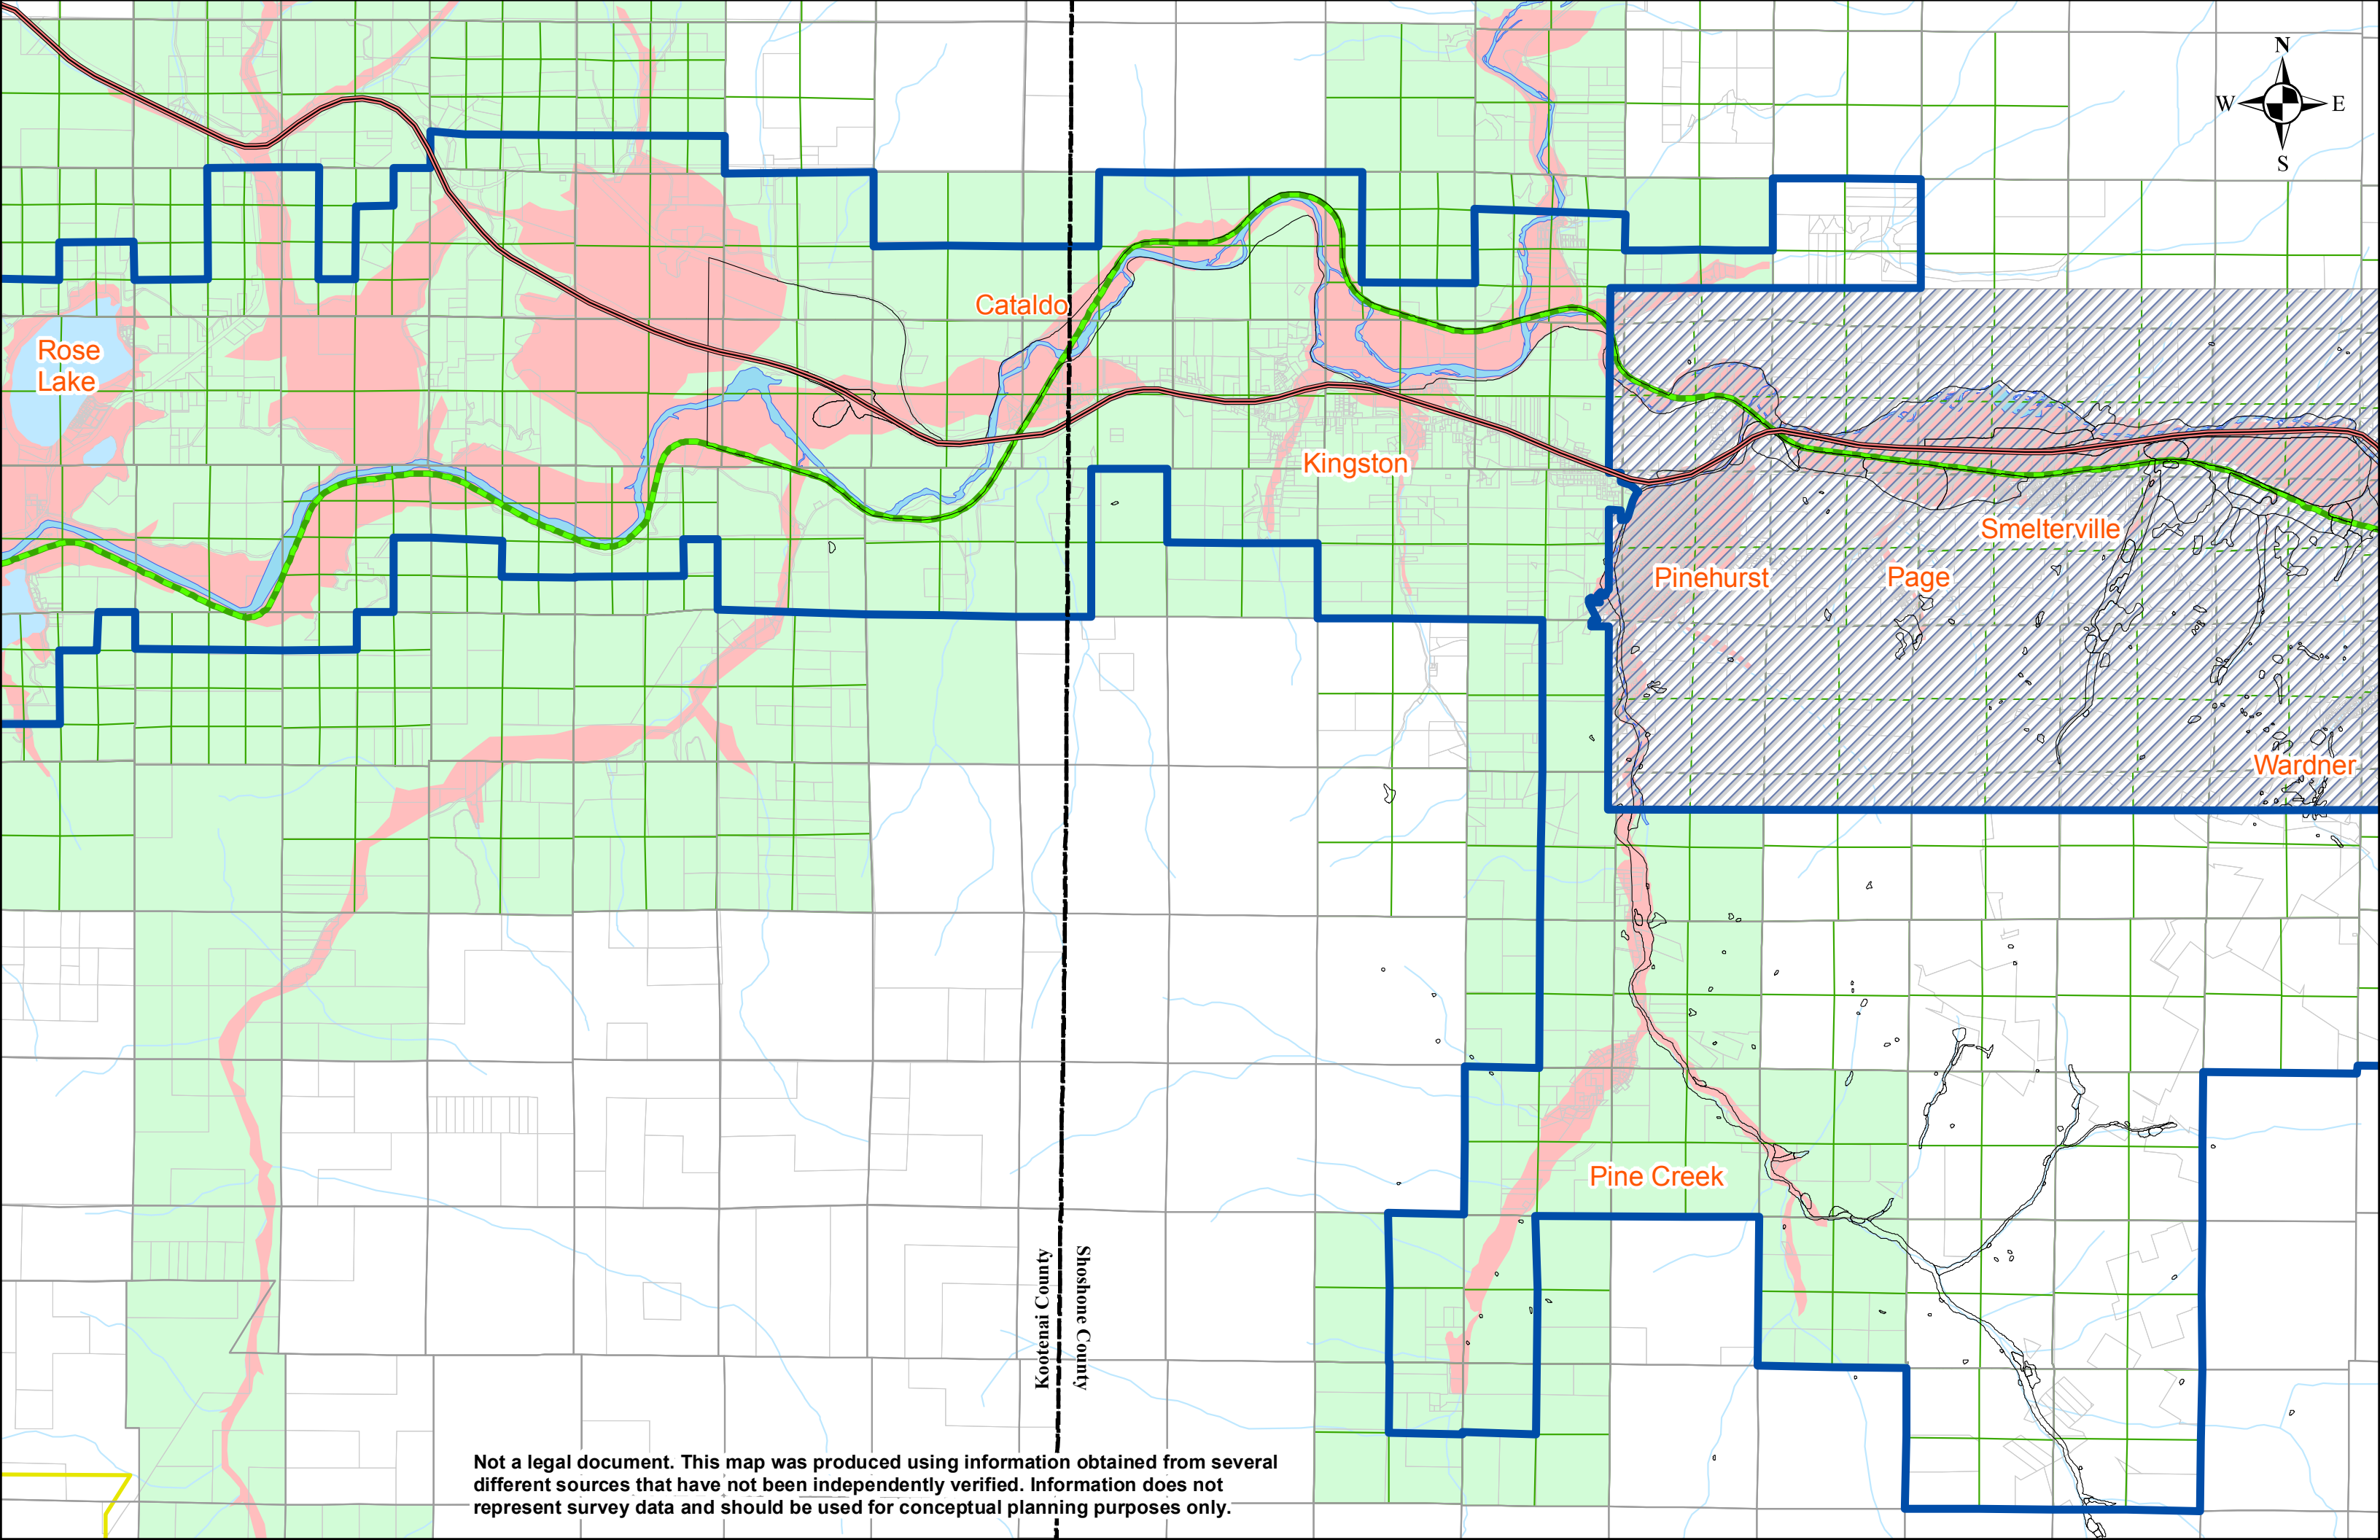 N
W
E
S
Cataldo
Rose
Lake
Kingston
Smelterville
Pinehurst
Page
Wardner
Pine Creek
Kootenai County
Shoshone County
Not a legal document. This map was produced using information obtained from several
different sources that have not been independently verified. Information does not
represent survey data and should be used for conceptual planning purposes only.